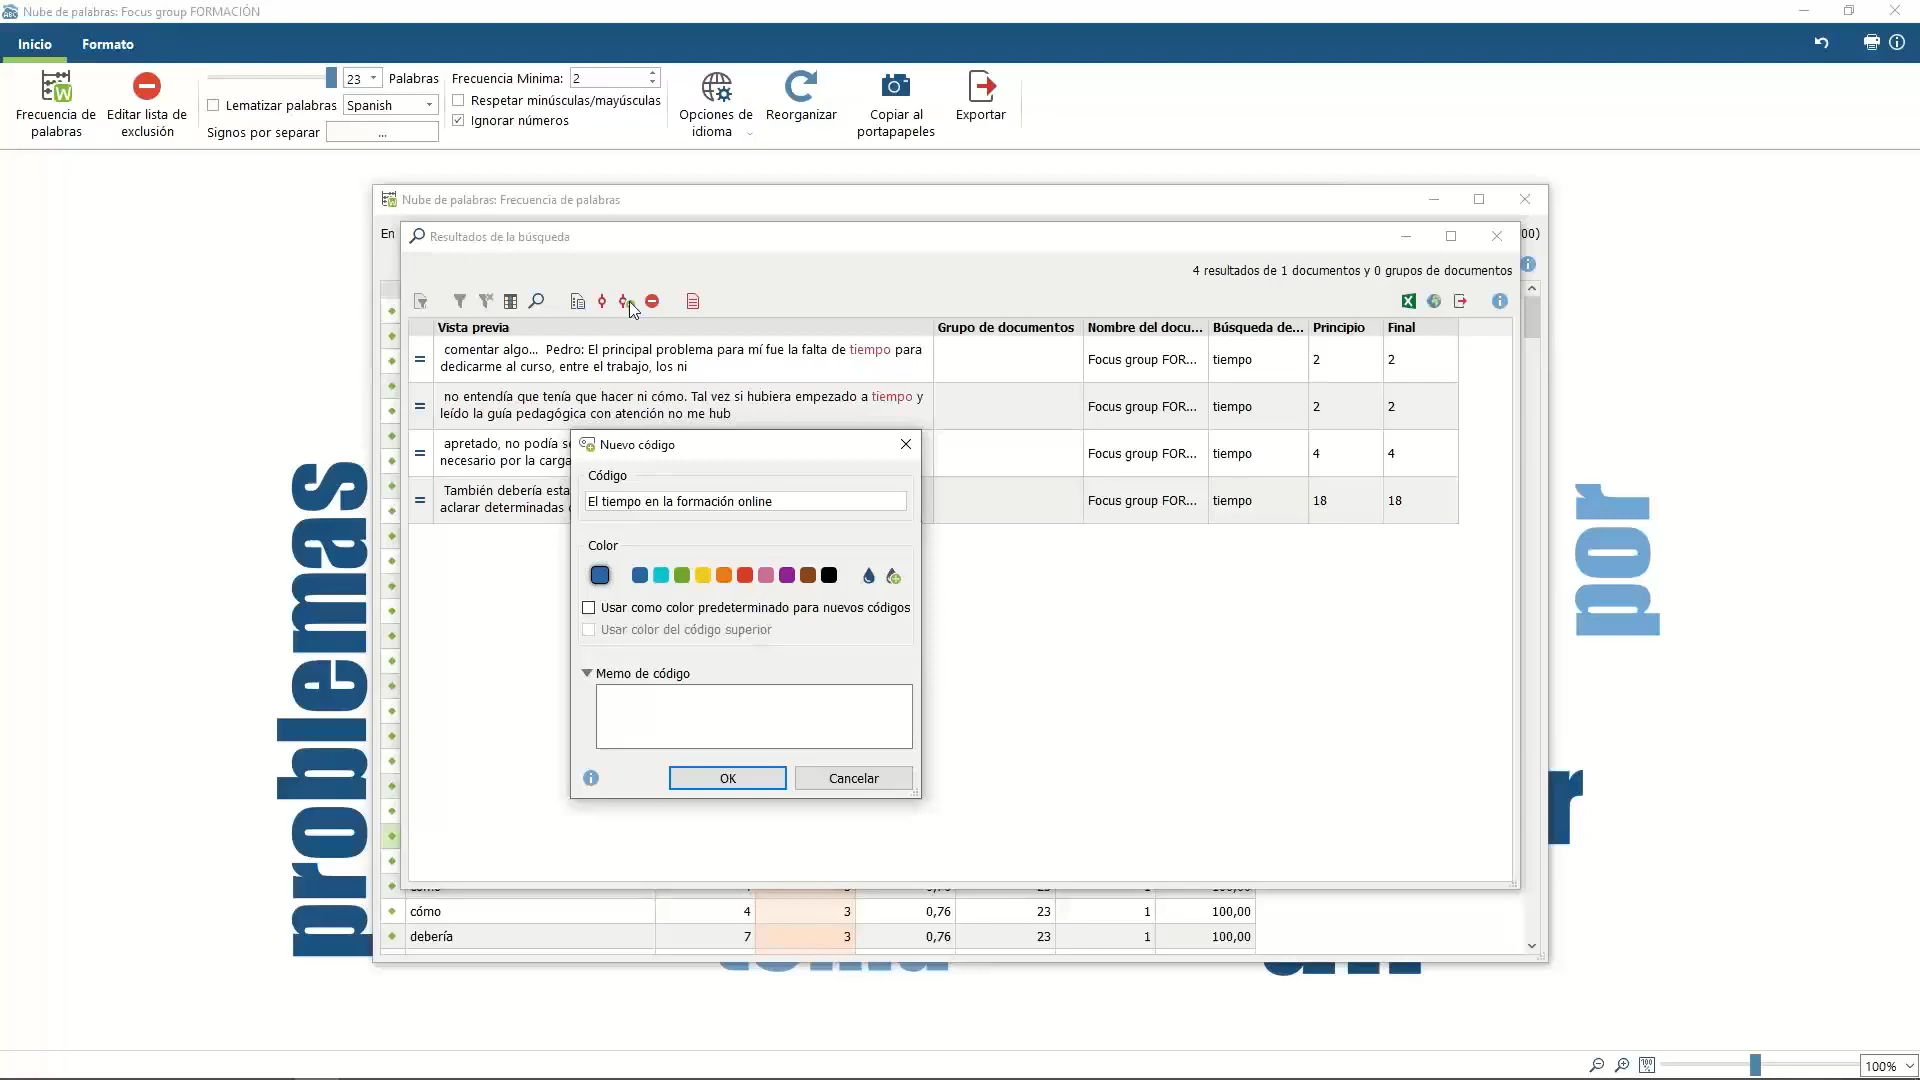 Nube de palabras: Focus group FORMACIÓN
Inicio
Formato
Frecuencia de palabras
Editar lista de exclusión
23
Palabras
Lematizar palabras
Spanish
Signos por separar
...
Frecuencia Minima:
2
Respetar minúsculas/mayúsculas
Ignorar números
Opciones de idioma
Reorganizar
Copiar al portapapeles
Exportar
Nube de palabras: Frecuencia de palabras
En
00)
Resultados de la búsqueda
4 resultados de 1 documentos y 0 grupos de documentos
Vista previa
Grupo de documentos
Nombre del docu...
Búsqueda de...
Principio
Final
comentar algo... Pedro: El principal problema para mí fue la falta de tiempo para
dedicarme al curso, entre el trabajo, los ni
Focus group FOR...
tiempo
2
2
no entendía que tenía que hacer ni cómo. Tal vez si hubiera empezado a tiempo y
leído la guía pedagógica con atención no me hub
Focus group FOR...
tiempo
2
2
apretado, no podía s
necesario por la carga
Focus group FOR...
tiempo
4
4
También debería esta
aclarar determinadas
Focus group FOR...
tiempo
18
18
Nuevo código
Código
El tiempo en la formación online
Color
Usar como color predeterminado para nuevos códigos
Usar color del código superior
Memo de código
OK
Cancelar
cómo
4
3
0,76
23
1
100,00
debería
7
3
0,76
23
1
100,00
problemas
por
100%